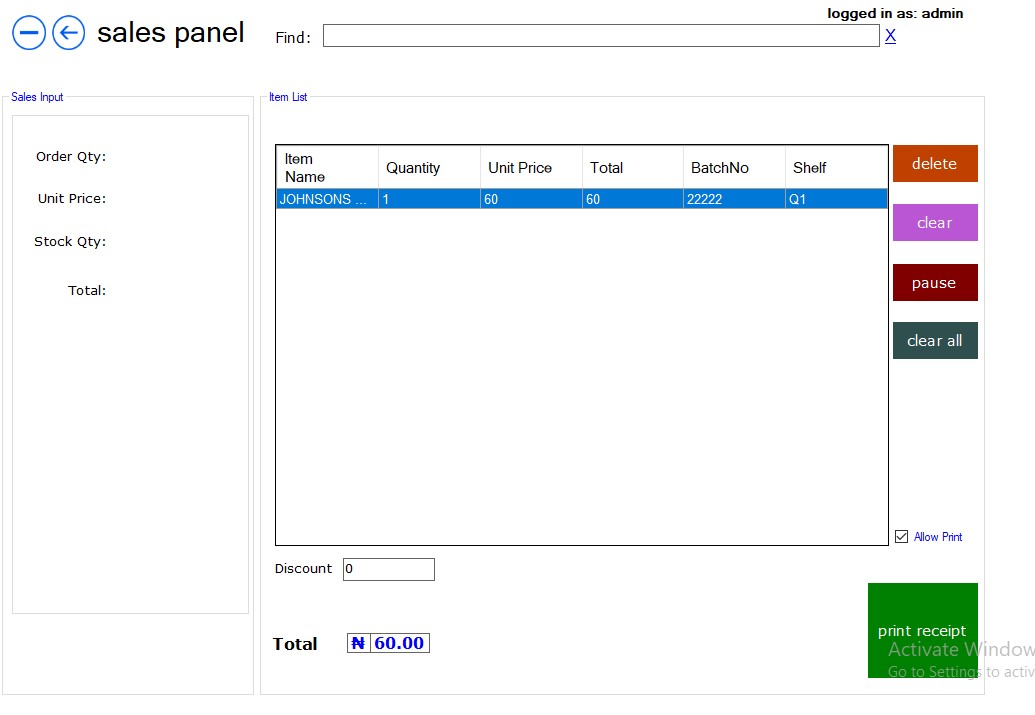 logged in as: admin
sales panel
Find:
X
Sales Input
Order Qty:
Unit Price:
Stock Qty:
Total:
Item List
Item Name Quantity Unit Price Total BatchNo Shelf
JOHNSONS ... 1 60 60 22222 Q1
delete
clear
pause
clear all
Allow Print
Discount 0
Total ₦ 60.00
print receipt
Activate Window
Go to Settings to activ